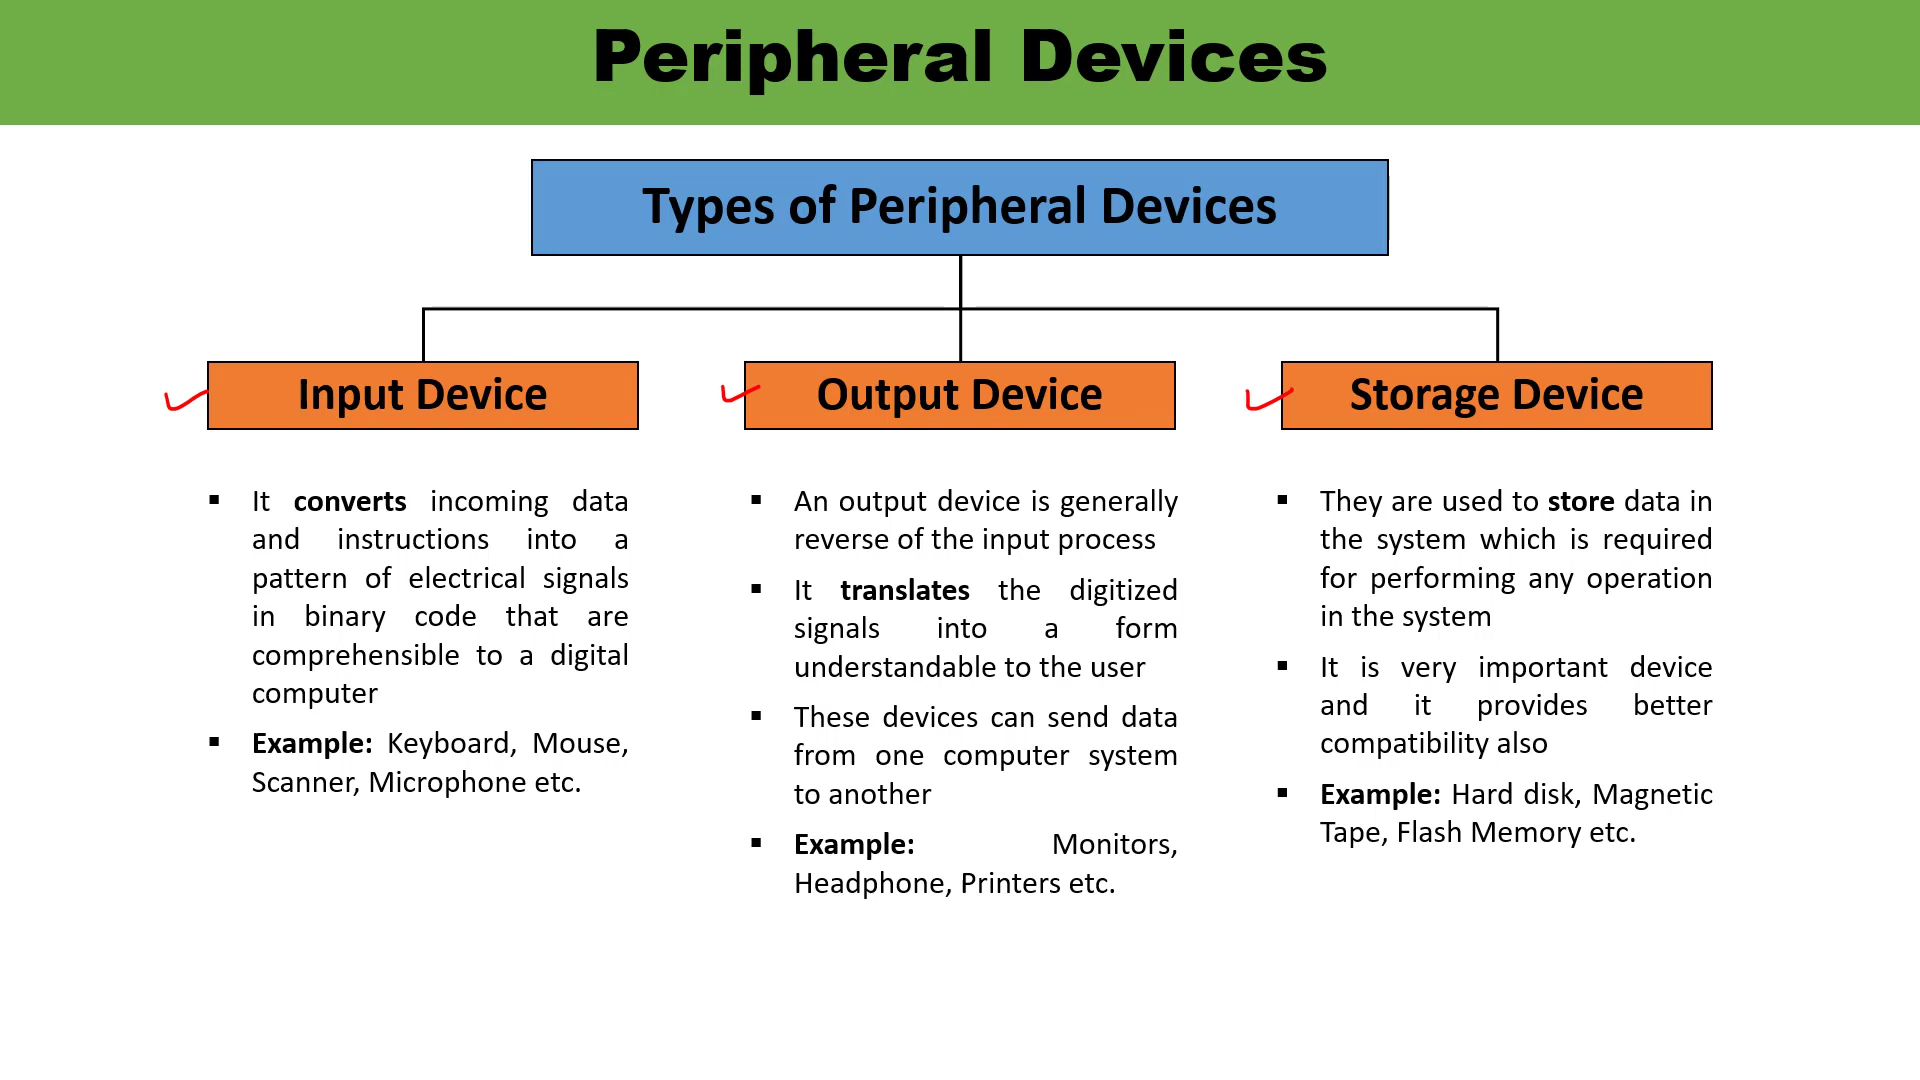 Peripheral Devices
Types of Peripheral Devices
Input Device
Output Device
Storage Device
▪ It converts incoming data
and instructions into a
pattern of electrical signals
in binary code that are
comprehensible to a digital
computer
▪ Example: Keyboard, Mouse,
Scanner, Microphone etc.
▪ An output device is generally
reverse of the input process
▪ It translates the digitized
signals into a form
understandable to the user
▪ These devices can send data
from one computer system
to another
▪ Example: Monitors,
Headphone, Printers etc.
▪ They are used to store data in
the system which is required
for performing any operation
in the system
▪ It is very important device
and it provides better
compatibility also
▪ Example: Hard disk, Magnetic
Tape, Flash Memory etc.